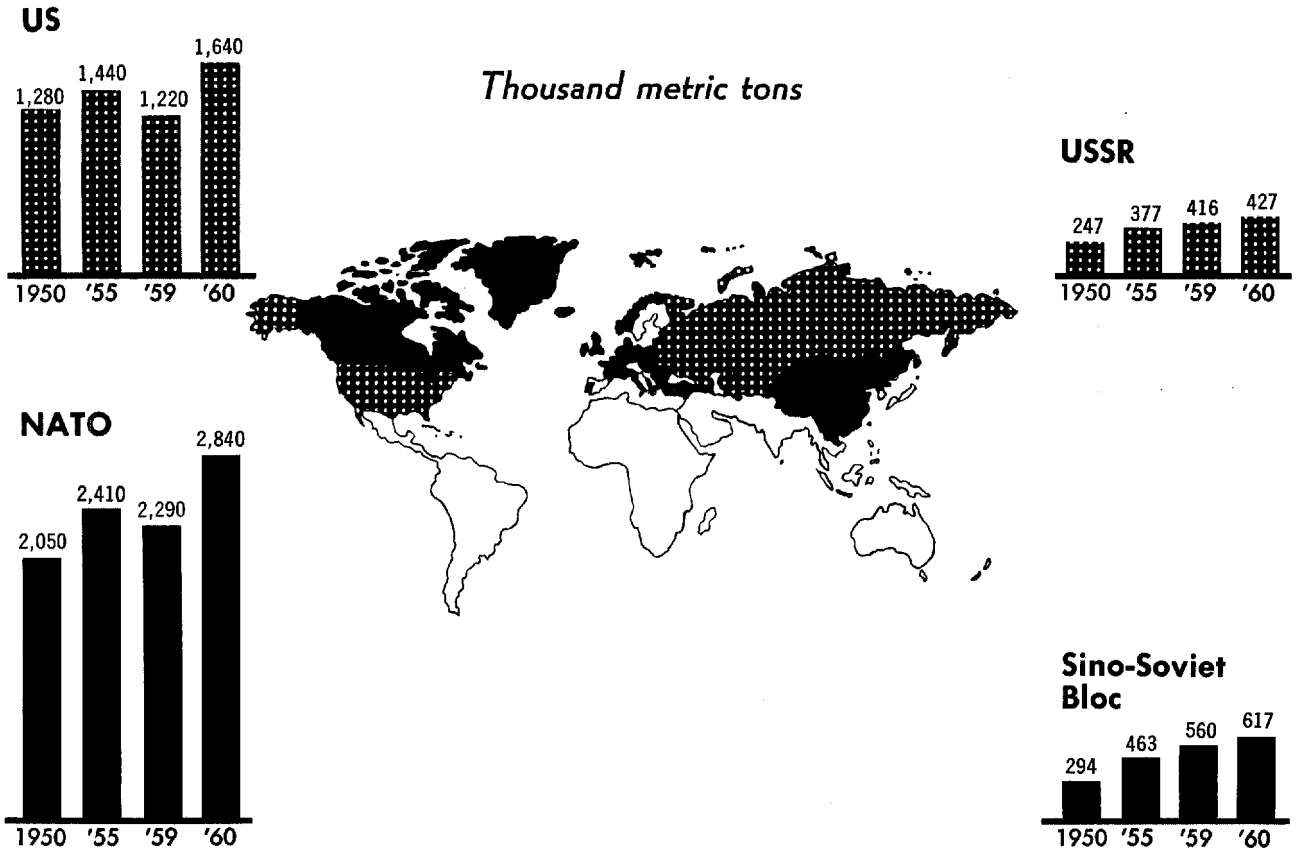 US
1,280 1,440 1,220 1,640
1950 '55 '59 '60
Thousand metric tons
USSR
247 377 416 427
1950 '55 '59 '60
NATO
2,050 2,410 2,290 2,840
1950 '55 '59 '60
Sino-Soviet
Bloc
294 463 560 617
1950 '55 '59 '60